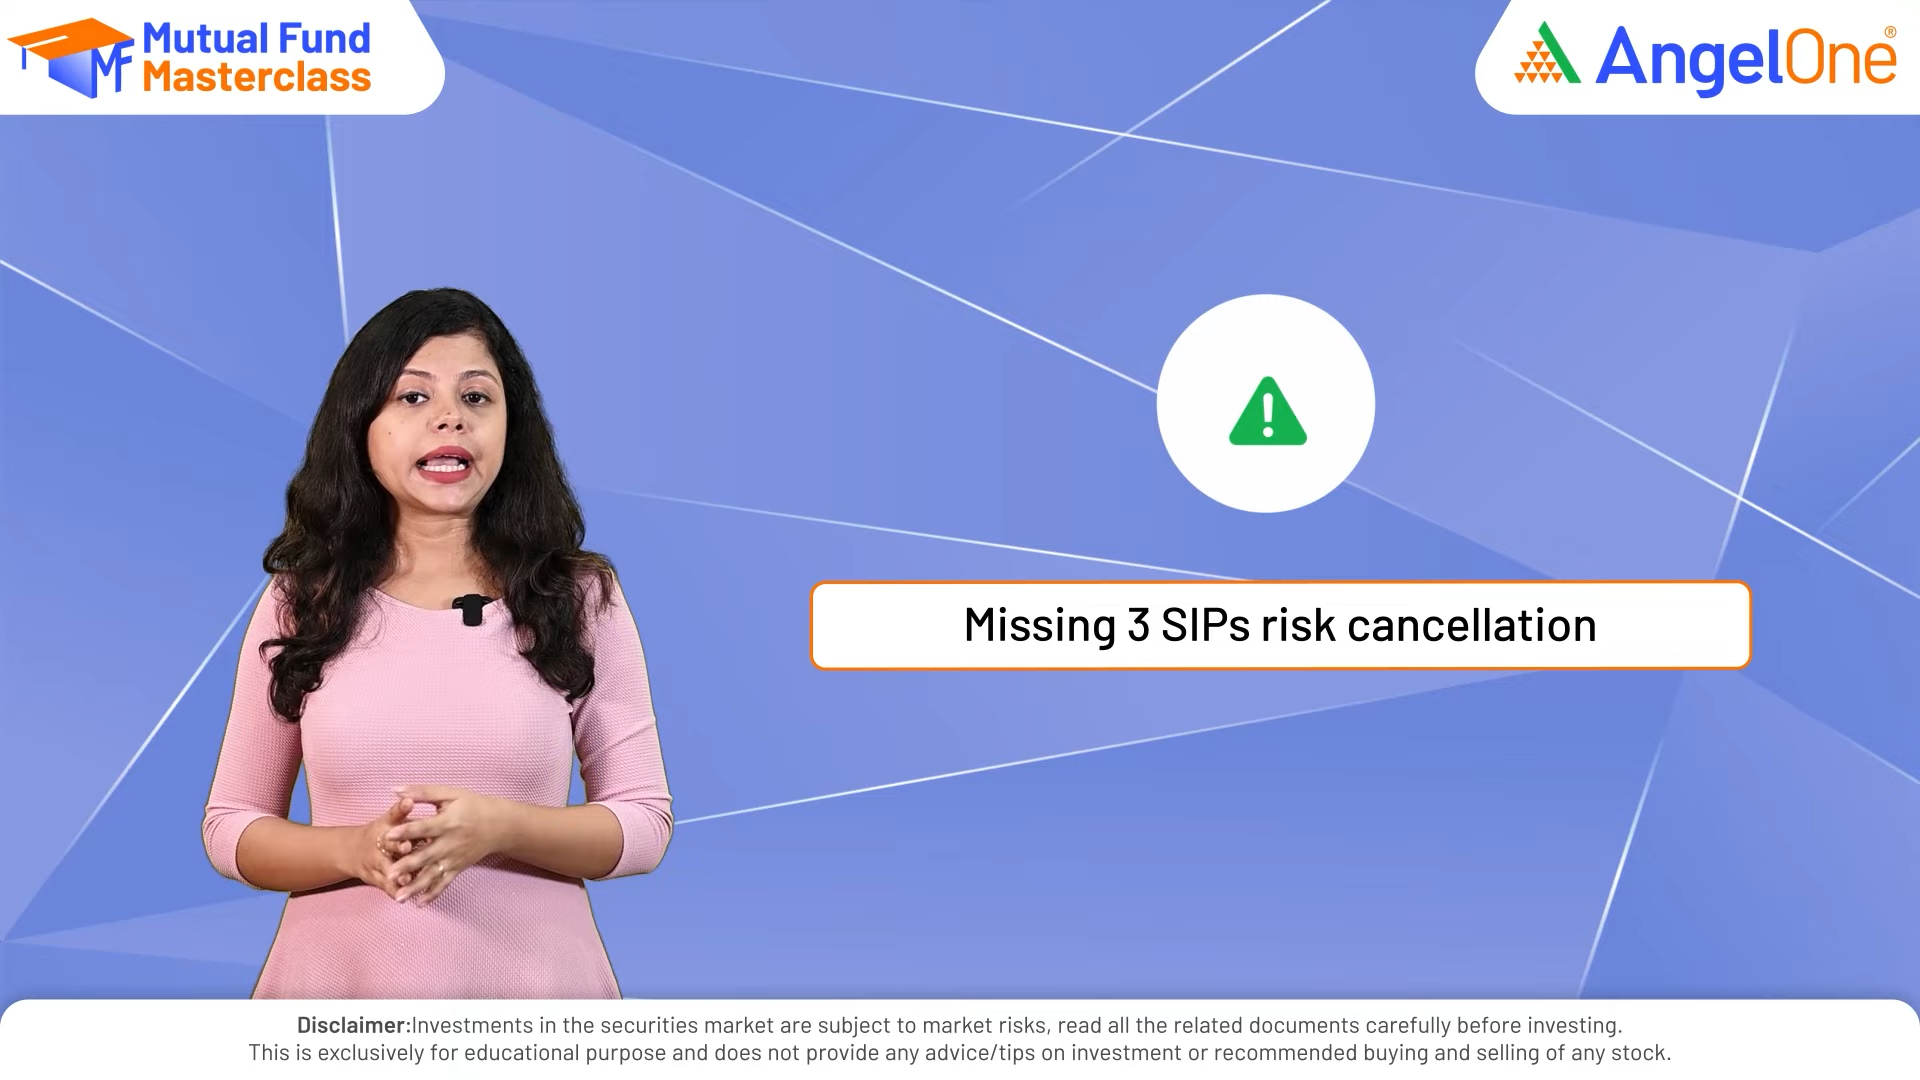 Mutual Fund
Masterclass
MF
AngelOne®
Missing 3 SIPs risk cancellation
Disclaimer:Investments in the securities market are subject to market risks, read all the related documents carefully before investing.
This is exclusively for educational purpose and does not provide any advice/tips on investment or recommended buying and selling of any stock.